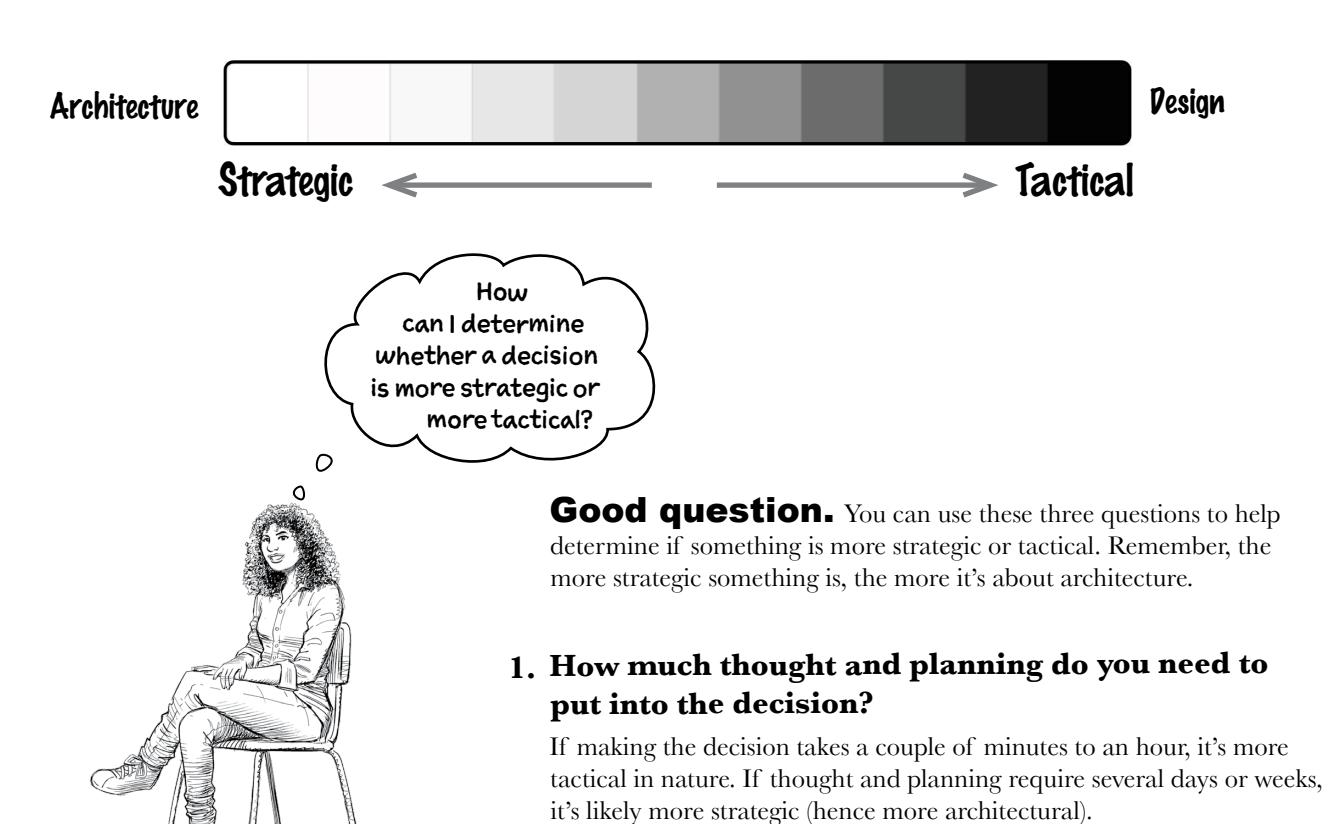 Architecture
Design
Strategic
Tactical
How
can I determine
whether a decision
is more strategic or
more tactical?
Good question. You can use these three questions to help
determine if something is more strategic or tactical. Remember, the
more strategic something is, the more it’s about architecture.
1. How much thought and planning do you need to
put into the decision?
If making the decision takes a couple of minutes to an hour, it’s more
tactical in nature. If thought and planning require several days or weeks,
it’s likely more strategic (hence more architectural).